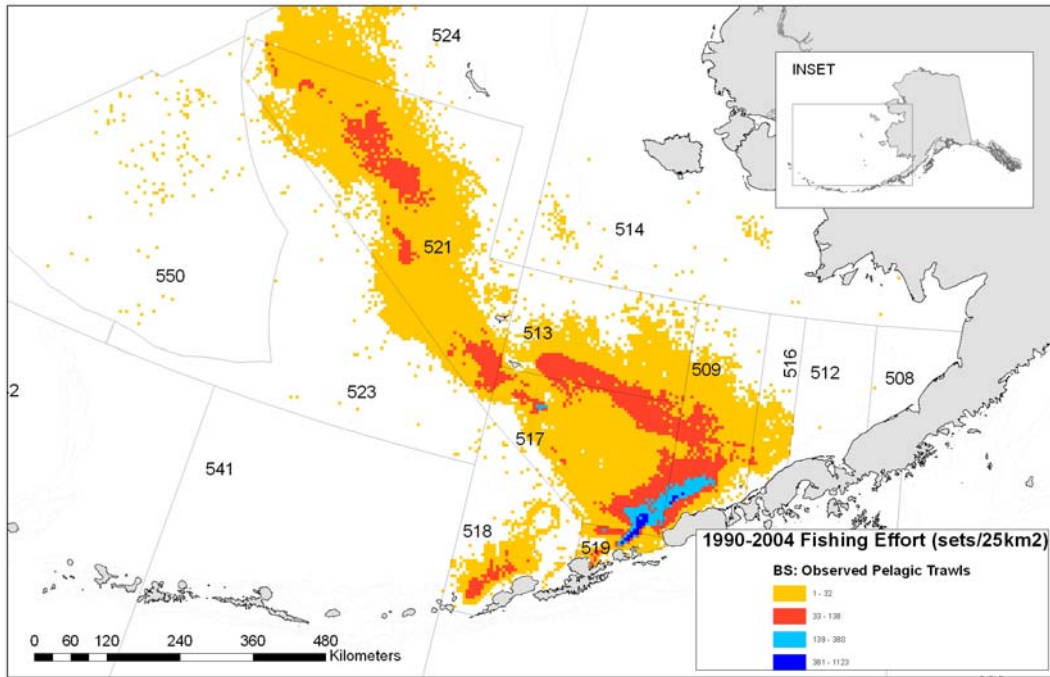 524
INSET
514
521
550
513
516
509
512
508
523
2
517
541
518
519
1990-2004 Fishing Effort (sets/25km2)
BS: Observed Pelagic Trawls
1 - 32
33 - 138
139 - 380
381 - 1123
0 60 120 240 360 480
Kilometers